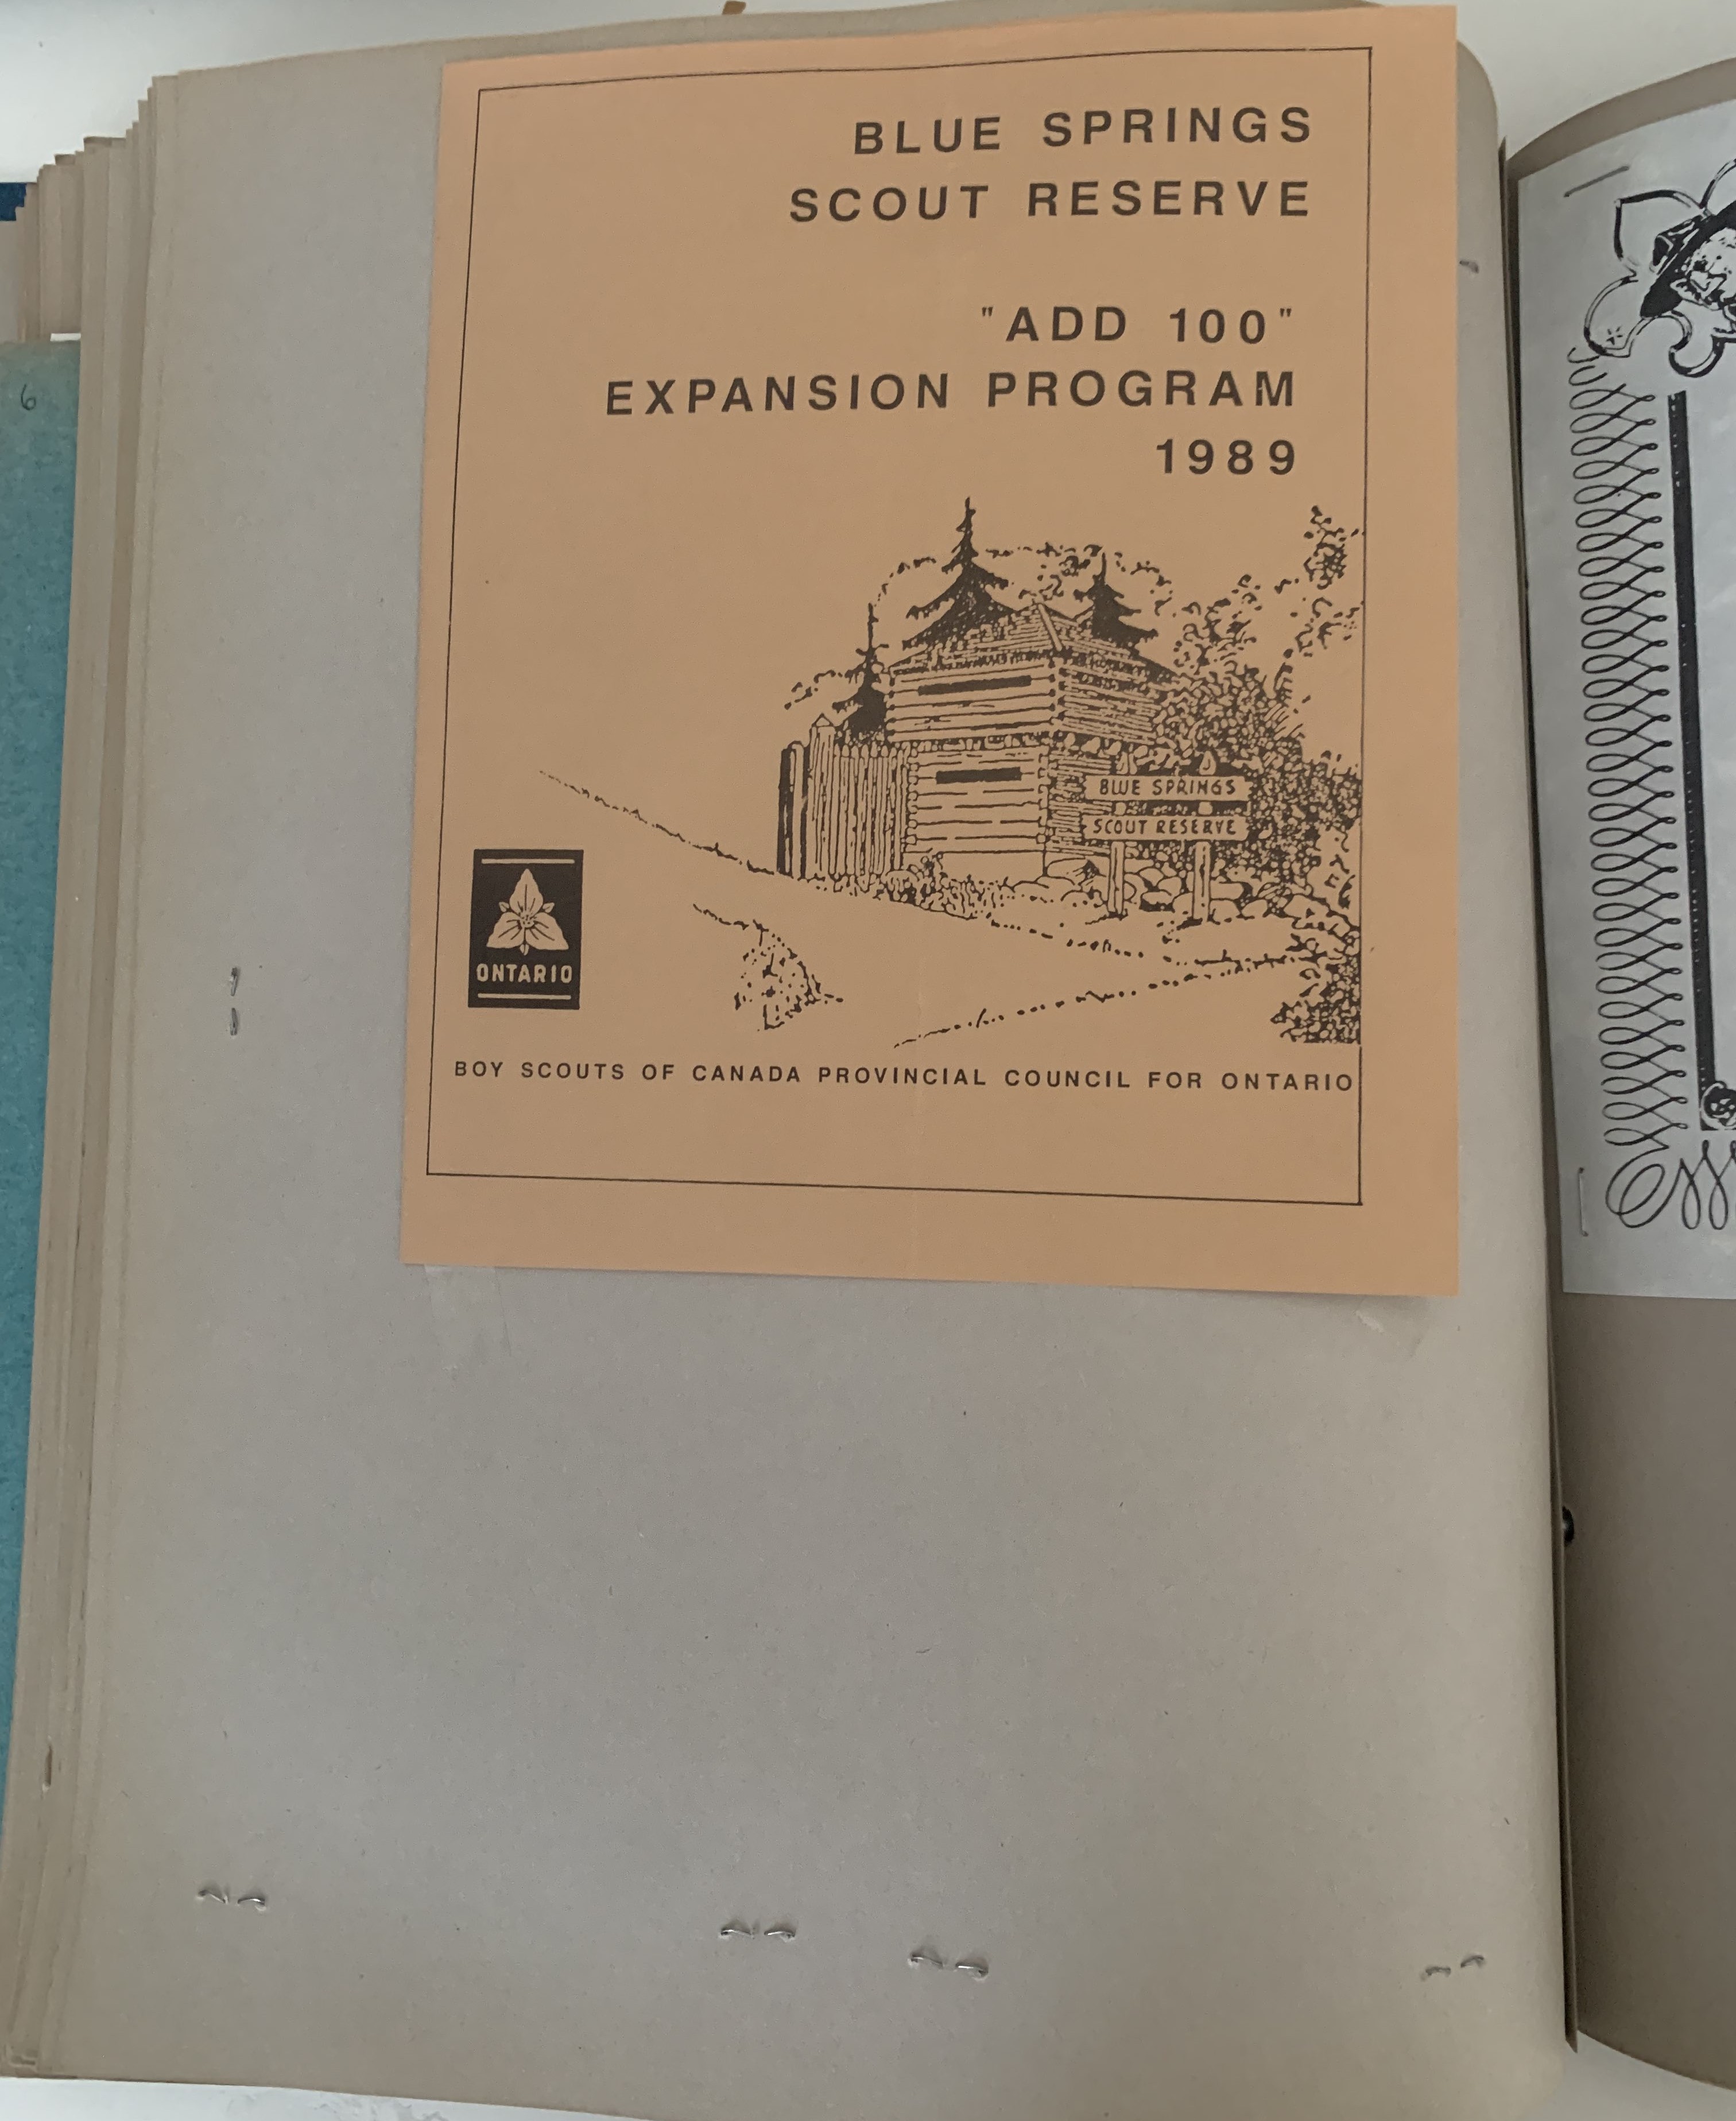 BLUE SPRINGS
SCOUT RESERVE
"ADD 100"
EXPANSION PROGRAM
1989
BLUE SPRINGS
SCOUT RESERVE
ONTARIO
BOY SCOUTS OF CANADA PROVINCIAL COUNCIL FOR ONTARIO
6